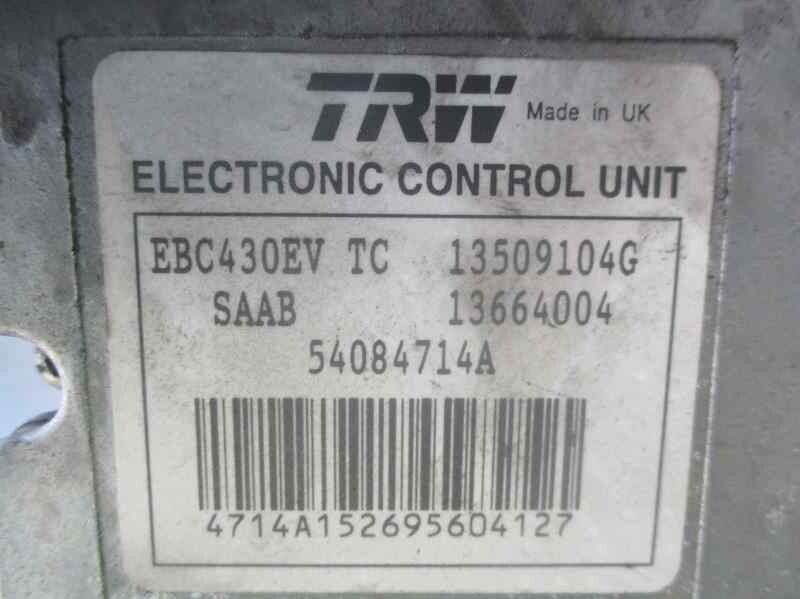 TRW Made in UK
ELECTRONIC CONTROL UNIT
EBC430EV TC 13509104G
SAAB 13664004
54084714A
4714A152695604127